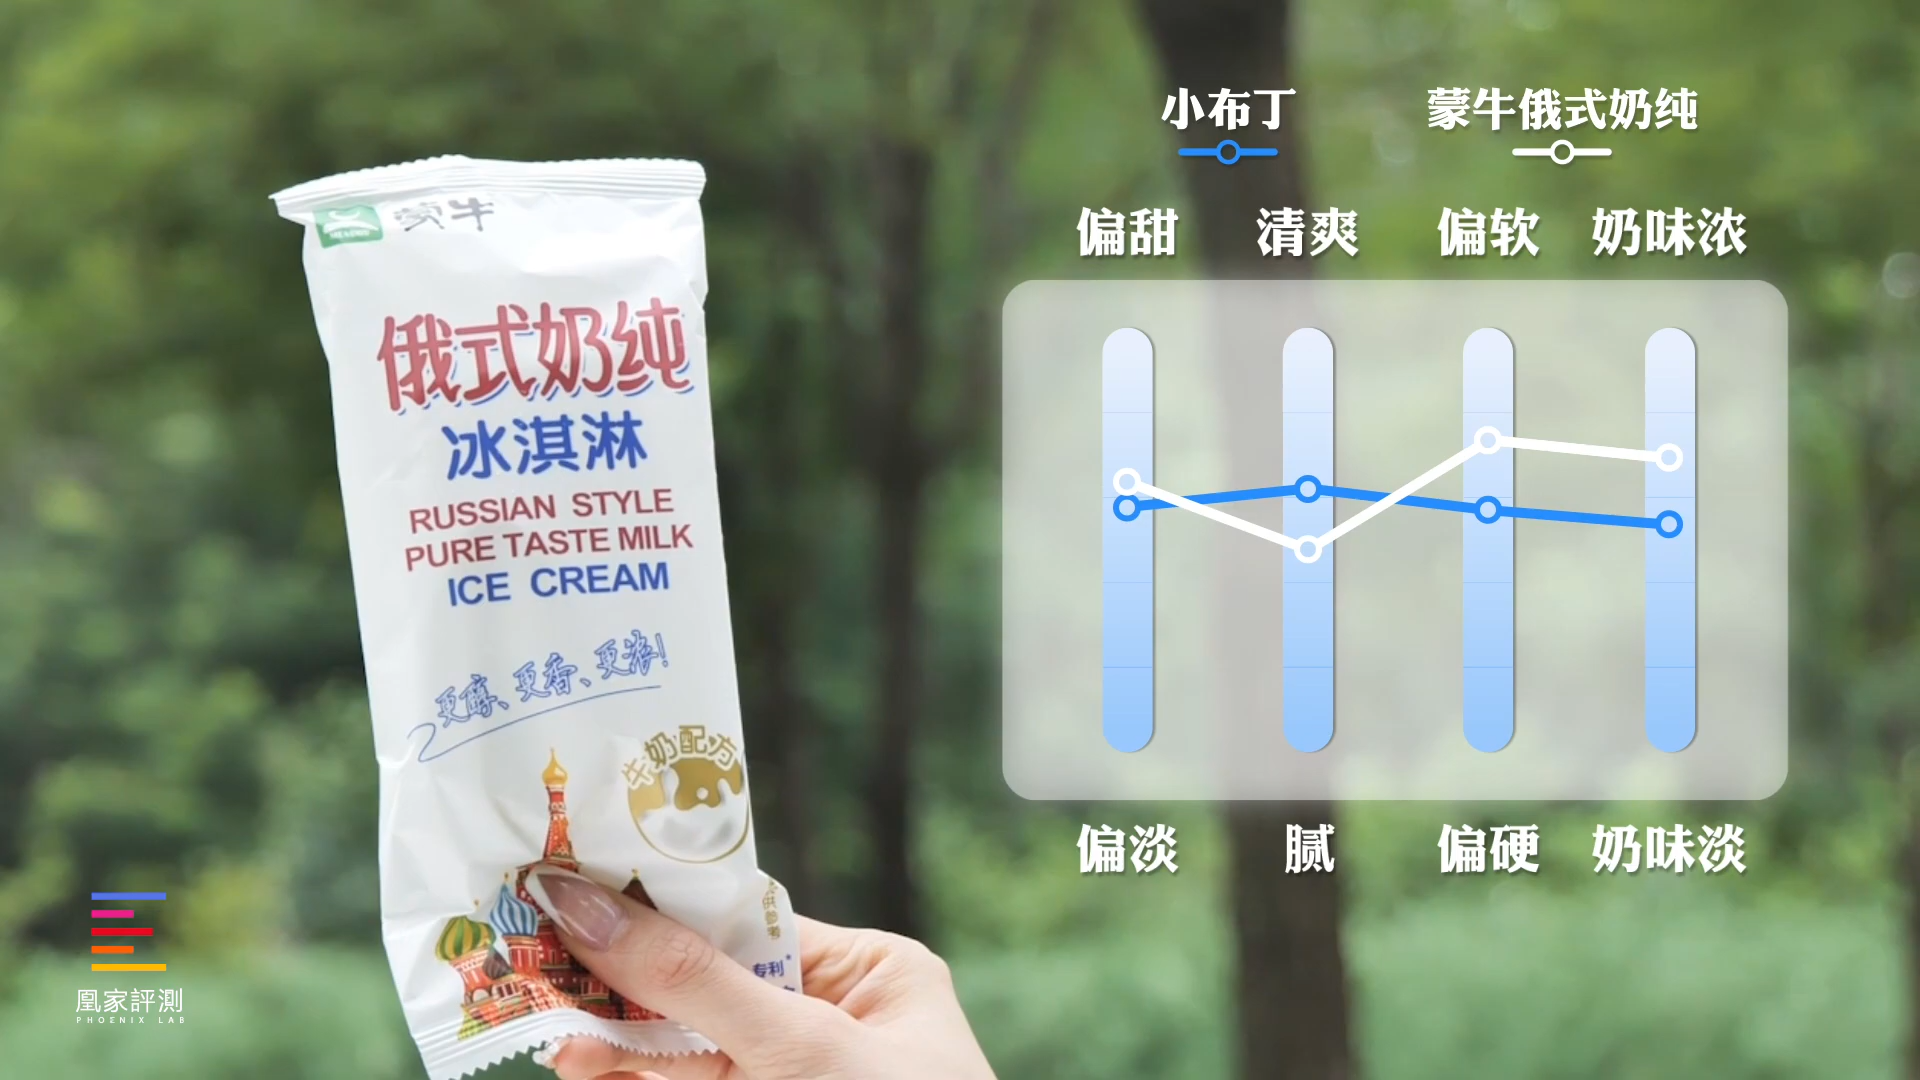 蒙牛
俄式奶纯
冰淇淋
RUSSIAN STYLE
PURE TASTE MILK
ICE CREAM
更醇、更香、更浓!
牛奶配方
供参考
专利*
小布丁
蒙牛俄式奶纯
偏甜 清爽 偏软 奶味浓
偏淡 腻 偏硬 奶味淡
凰家評測
PHOENIX LAB